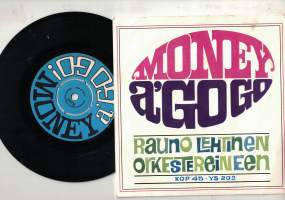 MONEY
a'GO GO
MONEY
a'GO GO
RAUNO LEHTINEN
ORKESTEREINEEN
KOP 45 - YS 202